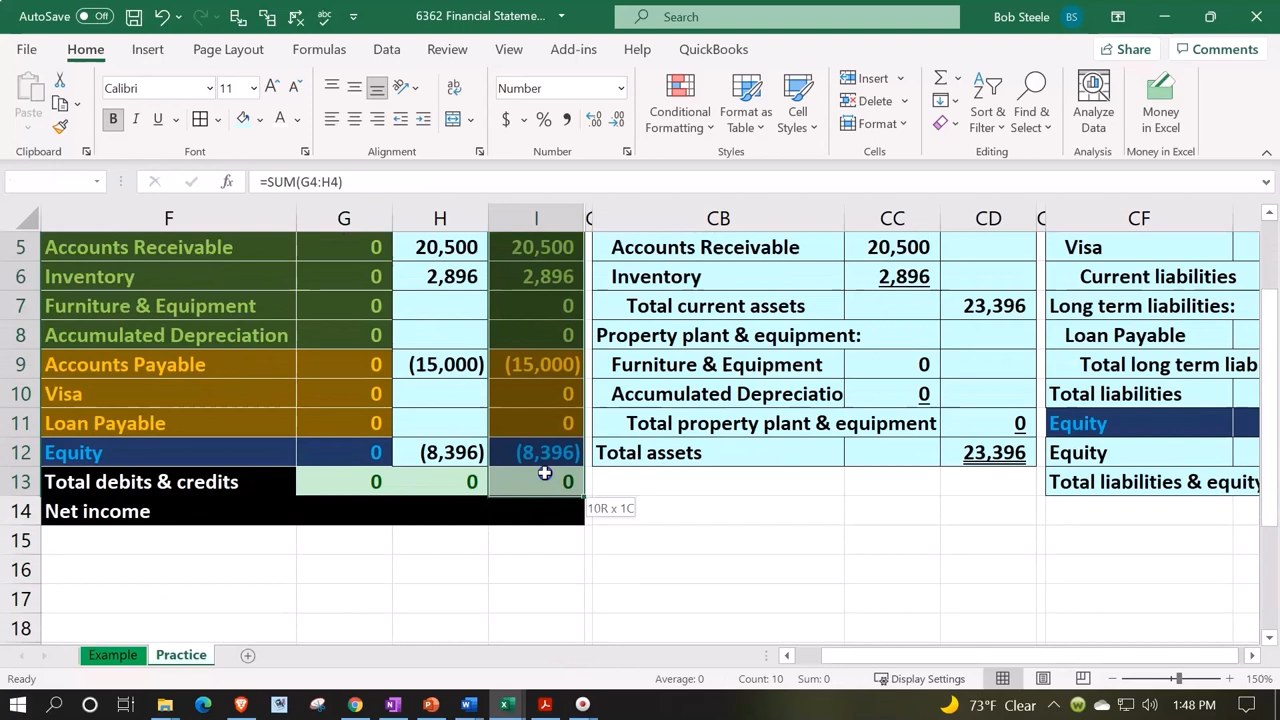 AutoSave Off 6362 Financial Stateme... Search Bob Steele BS
File Home Insert Page Layout Formulas Data Review View Add-ins Help QuickBooks Share Comments
Calibri 11 Number Insert
Paste B I U Conditional Formatting Format as Table Cell Styles Delete Sort & Filter Find & Select Analyze Data Money in Excel
Format
Clipboard Font Alignment Number Styles Cells Editing Analysis Money in Excel
=SUM(G4:H4)
F G H I C CB CC CD C CF
5 Accounts Receivable 0 20,500 20,500 Accounts Receivable 20,500 Visa
6 Inventory 0 2,896 2,896 Inventory 2,896 Current liabilities
7 Furniture & Equipment 0 0 Total current assets 23,396 Long term liabilities:
8 Accumulated Depreciation 0 0 Property plant & equipment: Loan Payable
9 Accounts Payable 0 (15,000) (15,000) Furniture & Equipment 0 Total long term liab
10 Visa 0 0 Accumulated Depreciatio 0 Total liabilities
11 Loan Payable 0 0 Total property plant & equipment 0 Equity
12 Equity 0 (8,396) (8,396) Total assets 23,396 Equity
13 Total debits & credits 0 0 0 Total liabilities & equity
14 Net income 10R x 1C
15
16
17
18
Example Practice
Ready Average: 0 Count: 10 Sum: 0 Display Settings 150%
73°F Clear 1:48 PM